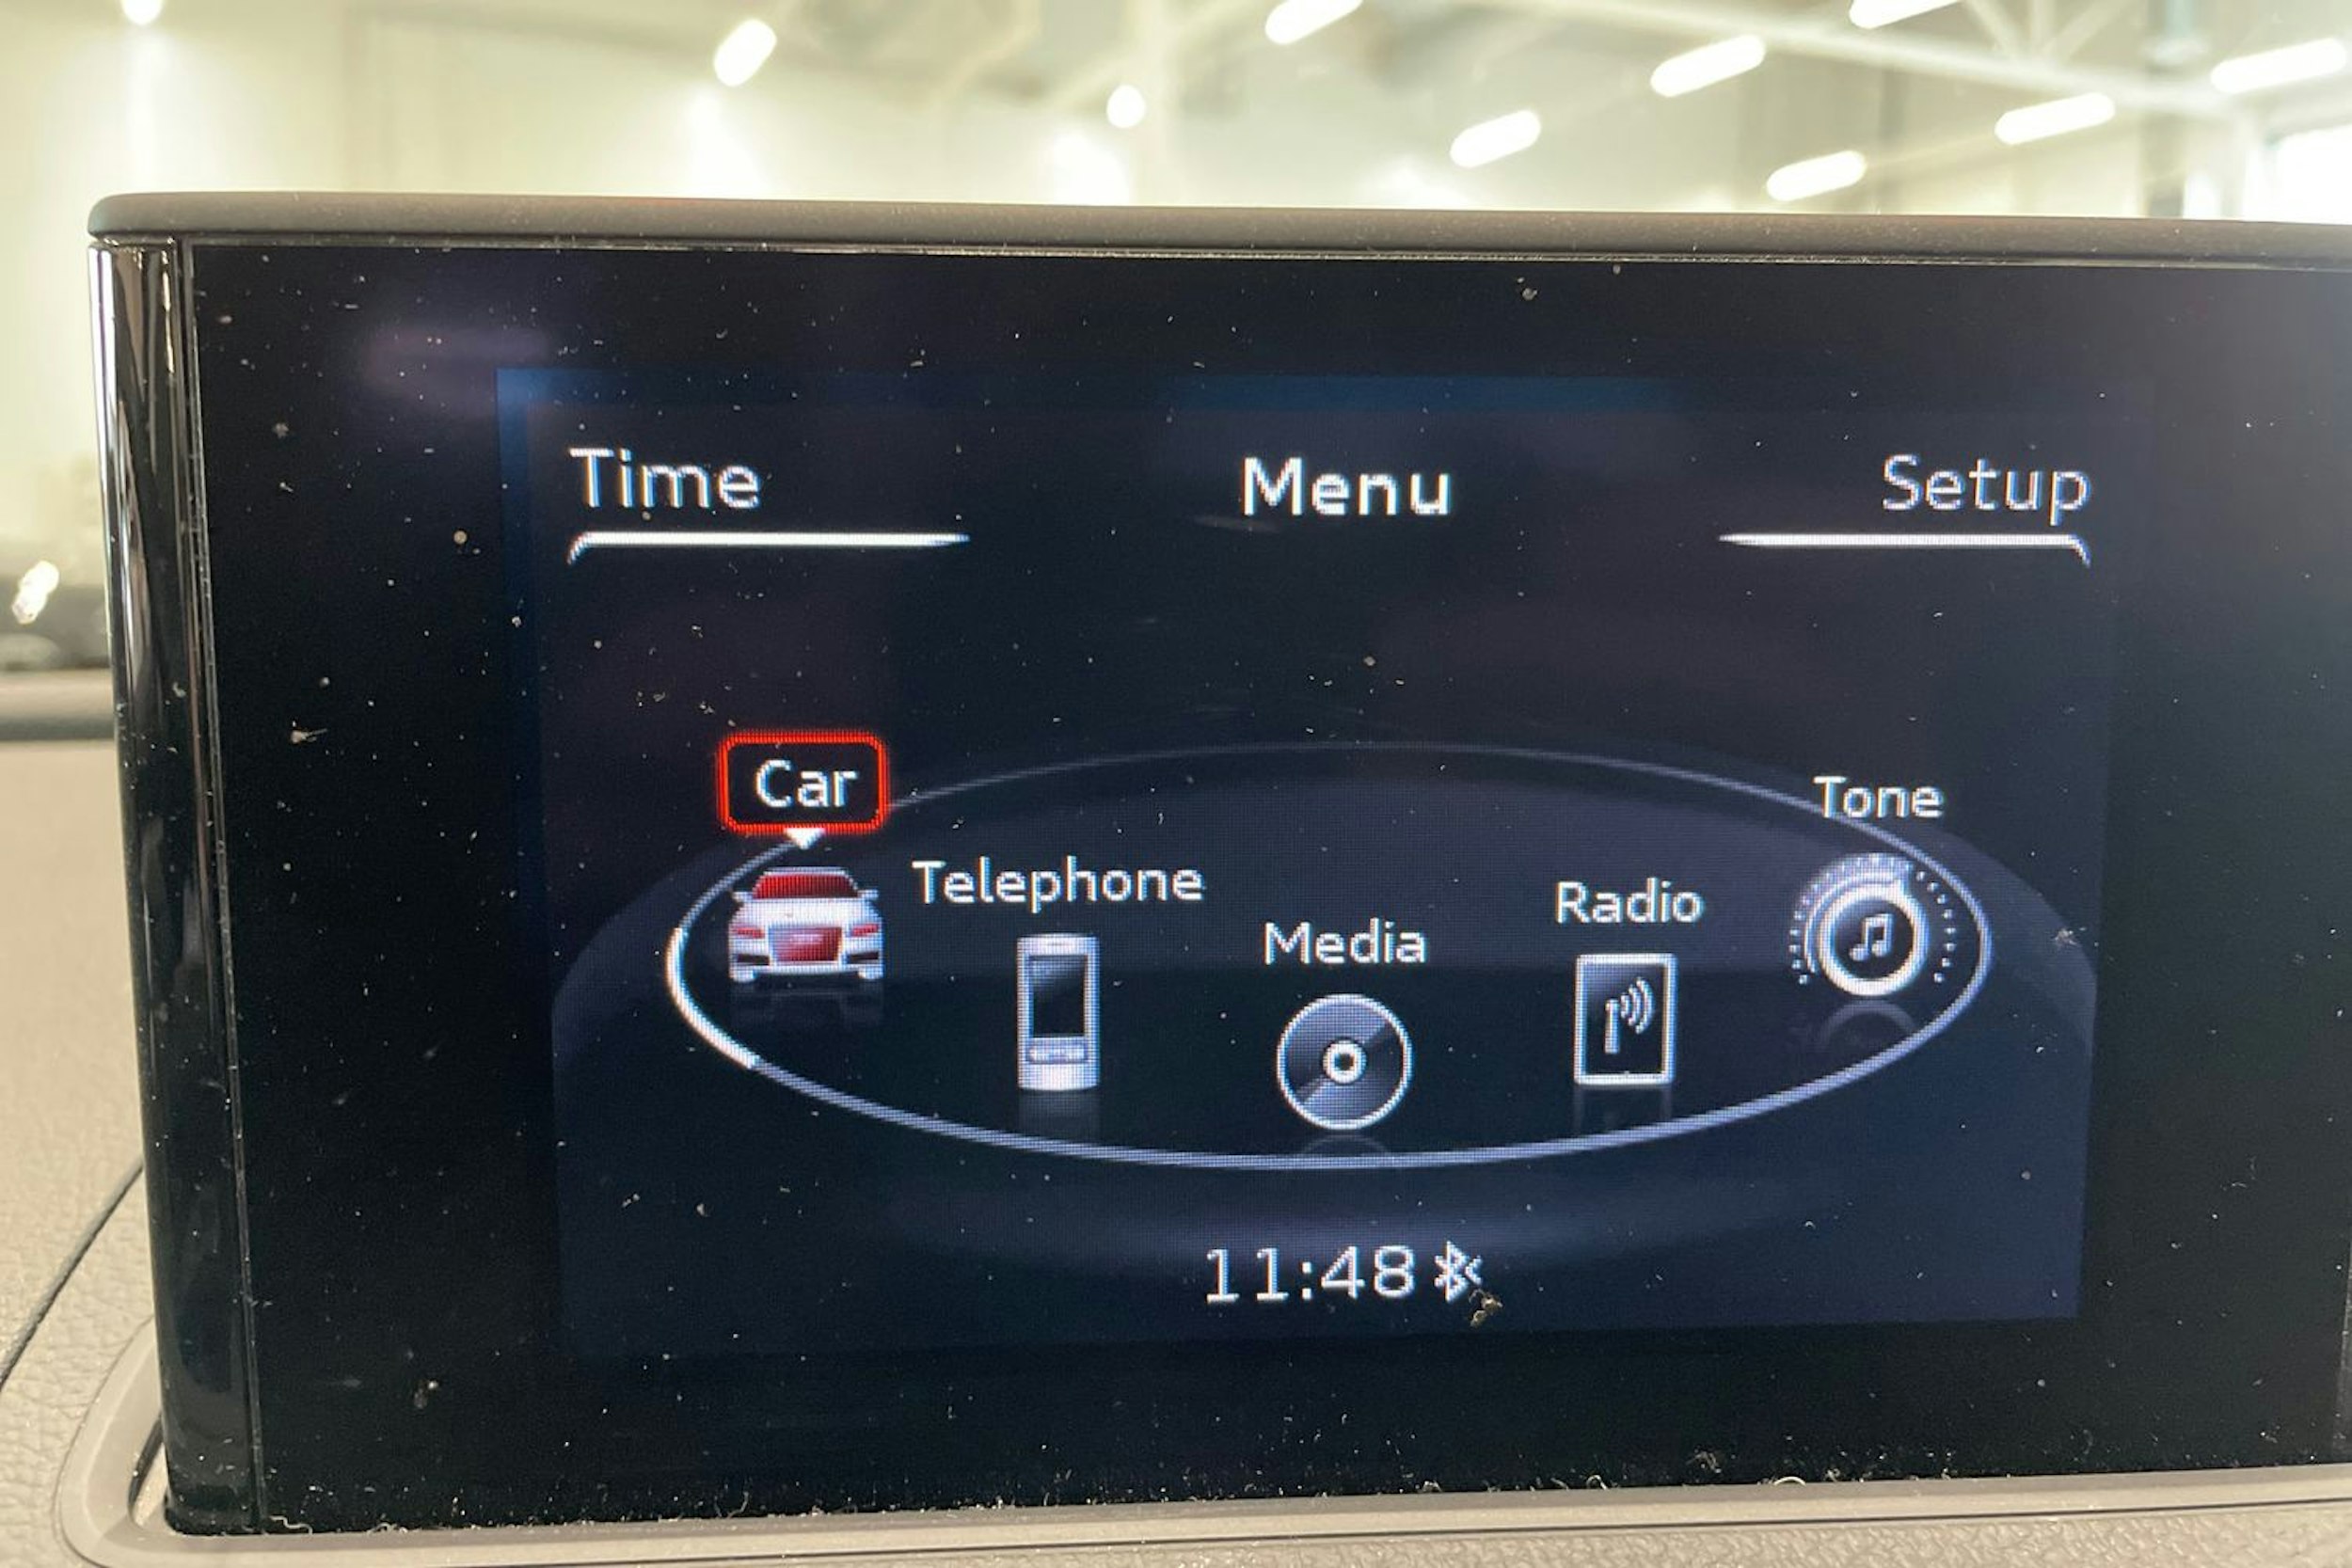 Time Menu Setup
Car
Tone
Telephone
Radio
Media
11:48